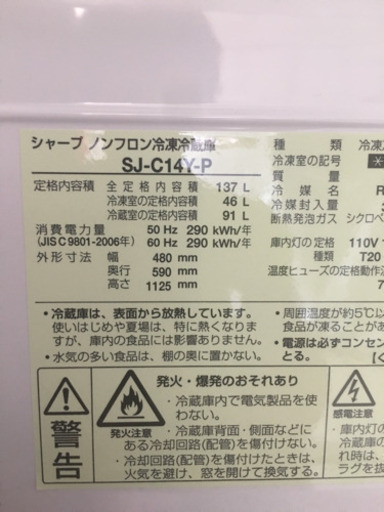 シャープ ノンフロン冷凍冷蔵庫
SJ-C14Y-P
定格内容積 全定格内容積 137 L
冷凍室の定格内容積 46 L
冷蔵室の定格内容積 91 L
消費電力量 50 Hz 290 kWh/年
(JIS C 9801-2006年) 60 Hz 290 kWh/年
外形寸法 幅 480 mm
奥行 590 mm
高さ 1125 mm
・冷蔵庫は、表面から放熱しています。
使いはじめや夏場は、特に熱くなりま
すが、庫内の食品には影響ありません。
・水気の多い食品は、棚の奥に置かない。
種類 冷凍
冷凍室の記号
質量
冷媒 R
冷媒封入量
断熱発泡ガス シクロペ
庫内灯の定格 110V
種類 T20
温度ヒューズの定格動作
7
・周囲温度が約5℃以
食品が凍ることがあ
・電源は必ずコンセン
とる。
警告
発火・爆発のおそれあり
発火注意
・冷蔵庫内で電気製品を使
わない。
・冷蔵庫背面・側面などに
ある冷却回路(配管)を傷付けない。
・冷却回路(配管)を傷付けたときは、
火気を避け、窓を開けて換気する。
感電注意
・庫内灯の